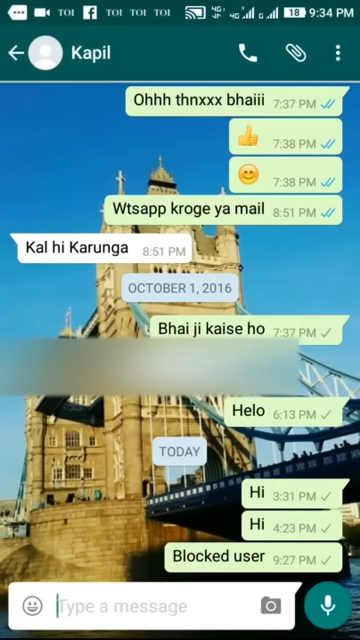 TOI TOI TOI TOI 4G 4G 18 9:34 PM
Kapil
Ohhh thnxxx bhaiii 7:37 PM
👍 7:38 PM
😊 7:38 PM
Wtsapp kroge ya mail 8:51 PM
Kal hi Karunga 8:51 PM
OCTOBER 1, 2016
Bhai ji kaise ho 7:37 PM
Helo 6:13 PM
TODAY
Hi 3:31 PM
Hi 4:23 PM
Blocked user 9:27 PM
Type a message